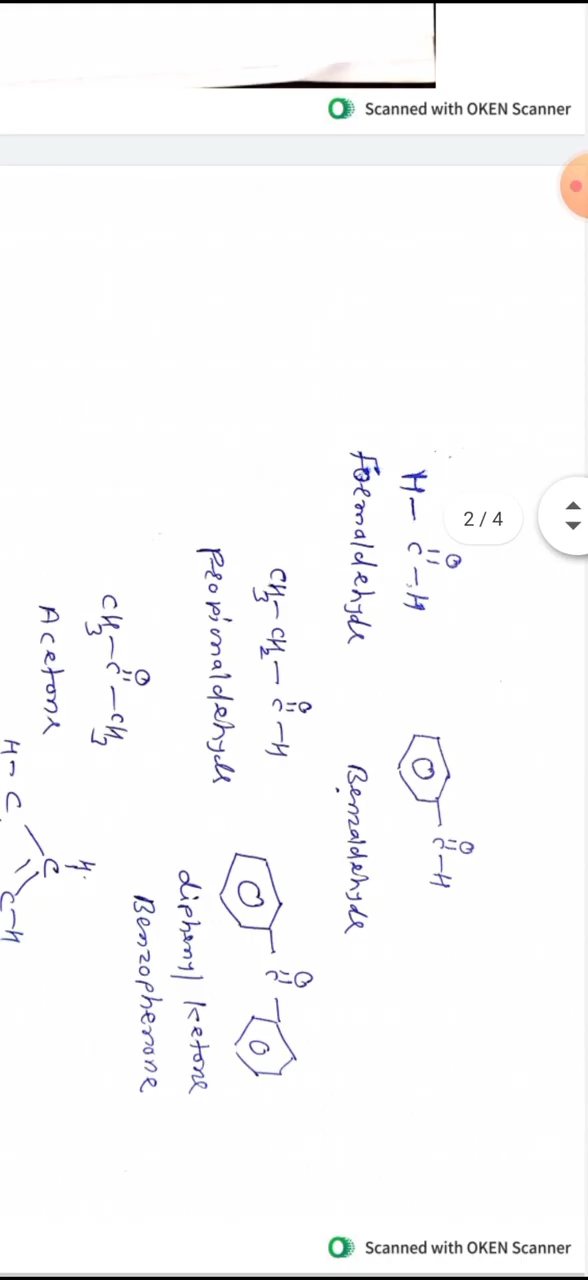 Scanned with OKEN Scanner
2 / 4
O
H - C - H
Formaldehyde
O
C - H
Benzaldehyde
O
CH3 - CH2 - C - H
Propionaldehyde
O
C
diphenyl ketone
Benzophenone
O
CH3 - C - CH3
Acetone
H
H - C
C
C - H
Scanned with OKEN Scanner